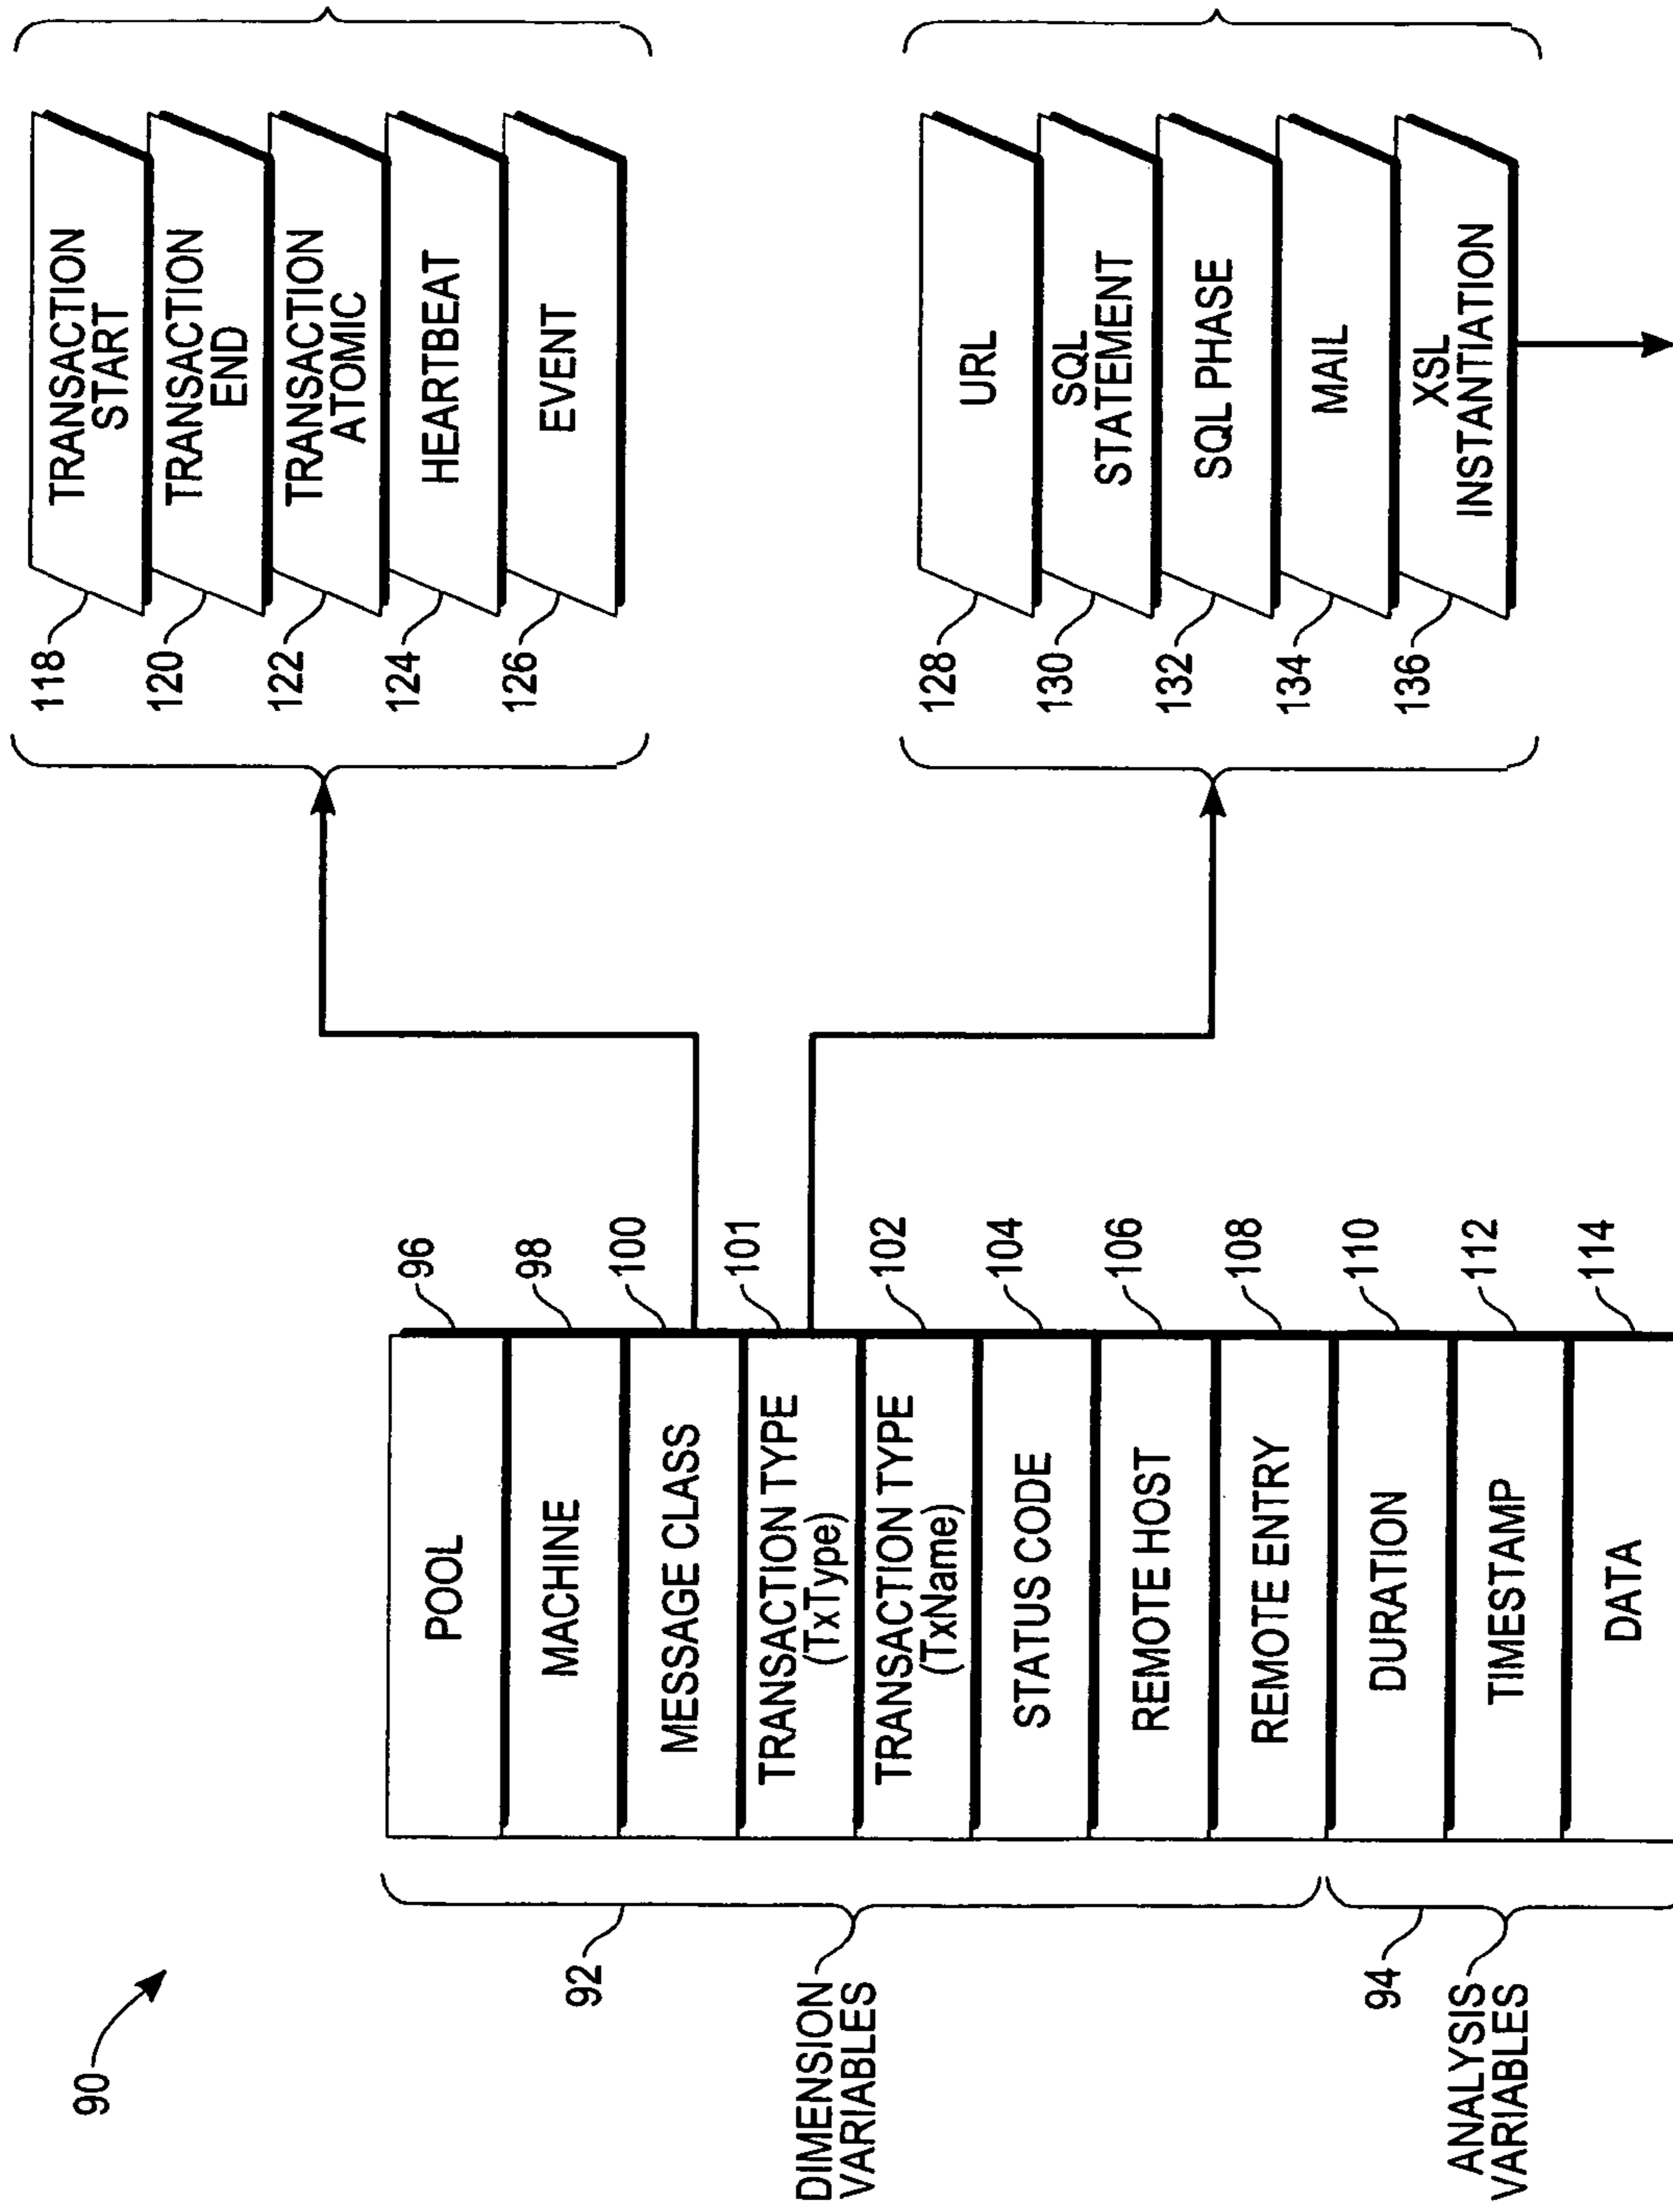 90
92
DIMENSION
VARIABLES
94
ANALYSIS
VARIABLES
POOL
96
MACHINE
98
MESSAGE CLASS
100
TRANSACTION TYPE
(TxType)
101
TRANSACTION TYPE
(TxName)
102
STATUS CODE
104
REMOTE HOST
106
REMOTE ENTRY
108
DURATION
110
TIMESTAMP
112
DATA
114
118
TRANSACTION
START
120
TRANSACTION
END
122
TRANSACTION
ATOMIC
124
HEARTBEAT
126
EVENT
128
URL
130
SQL
STATEMENT
132
SQL PHASE
134
MAIL
136
XSL
INSTANTIATION